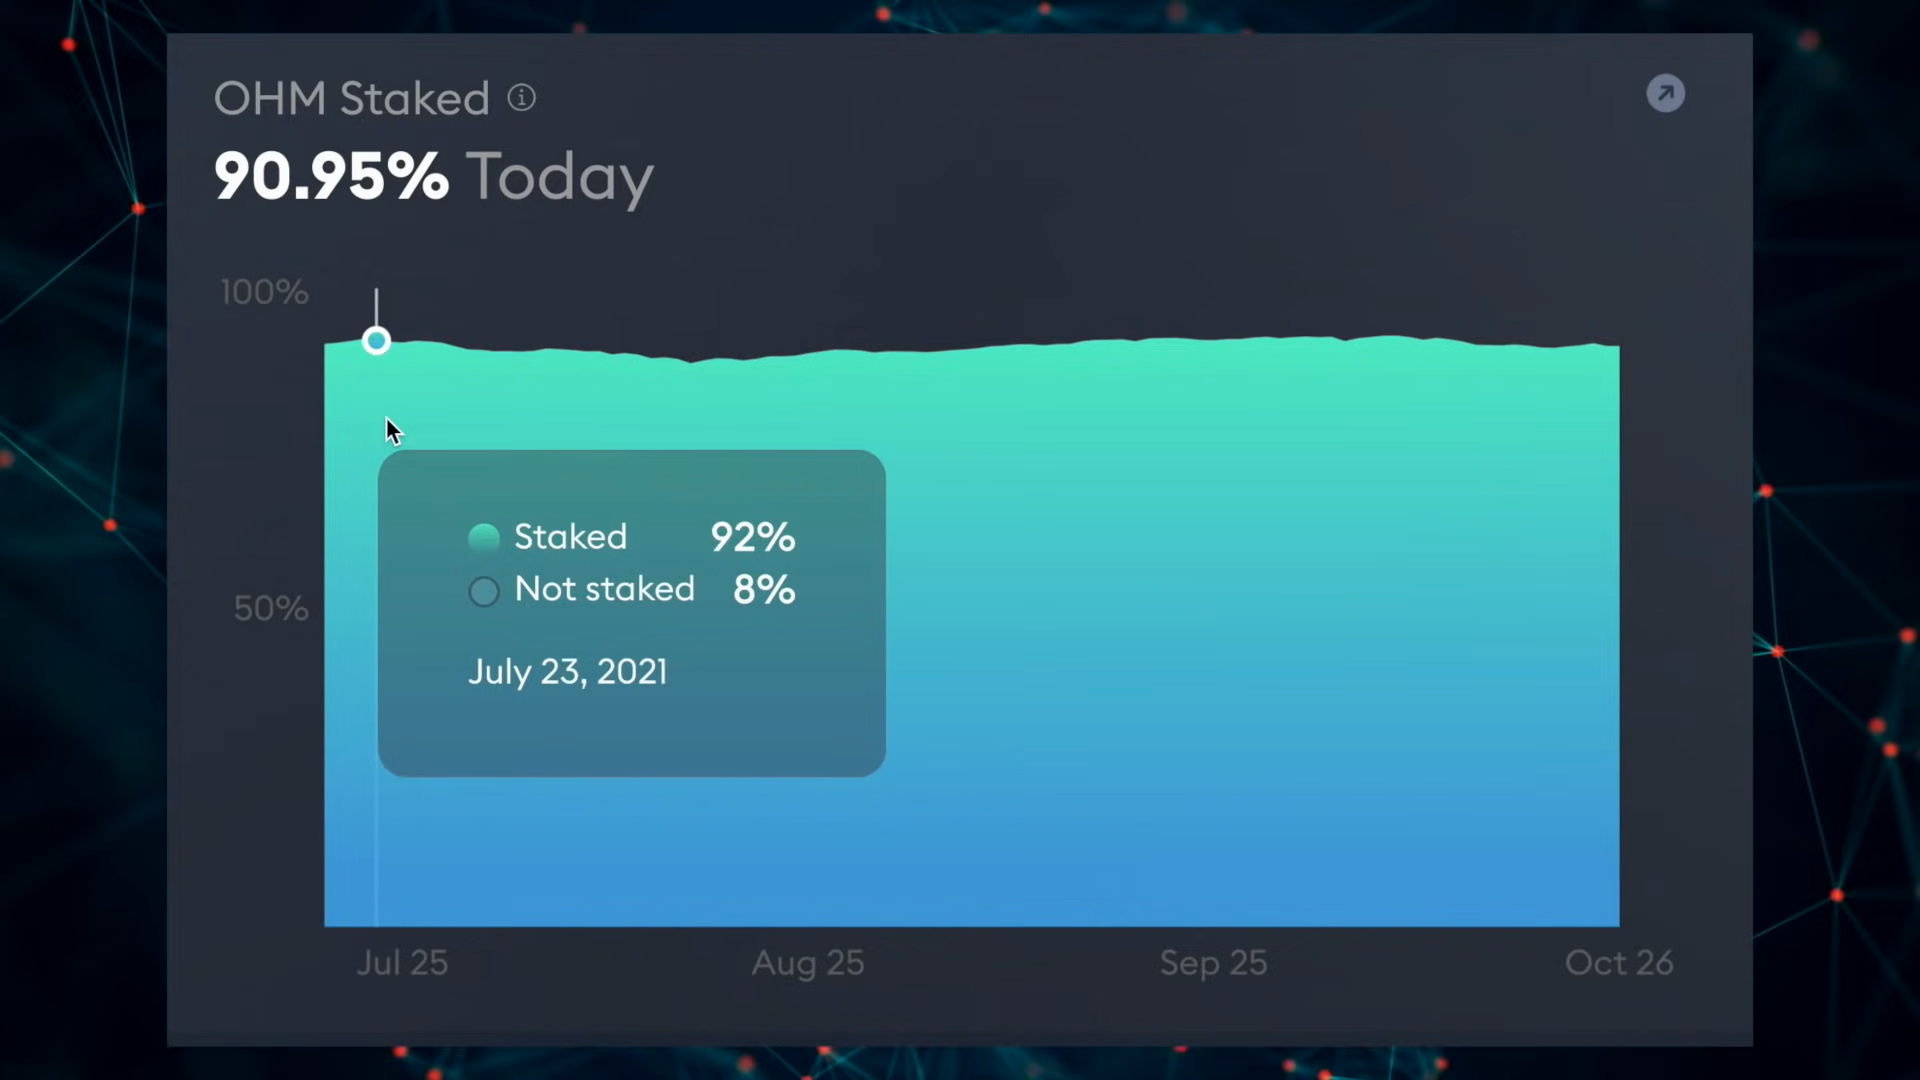 OHM Staked
90.95% Today
100%
Staked 92%
Not staked 8%
50%
July 23, 2021
Jul 25 Aug 25 Sep 25 Oct 26